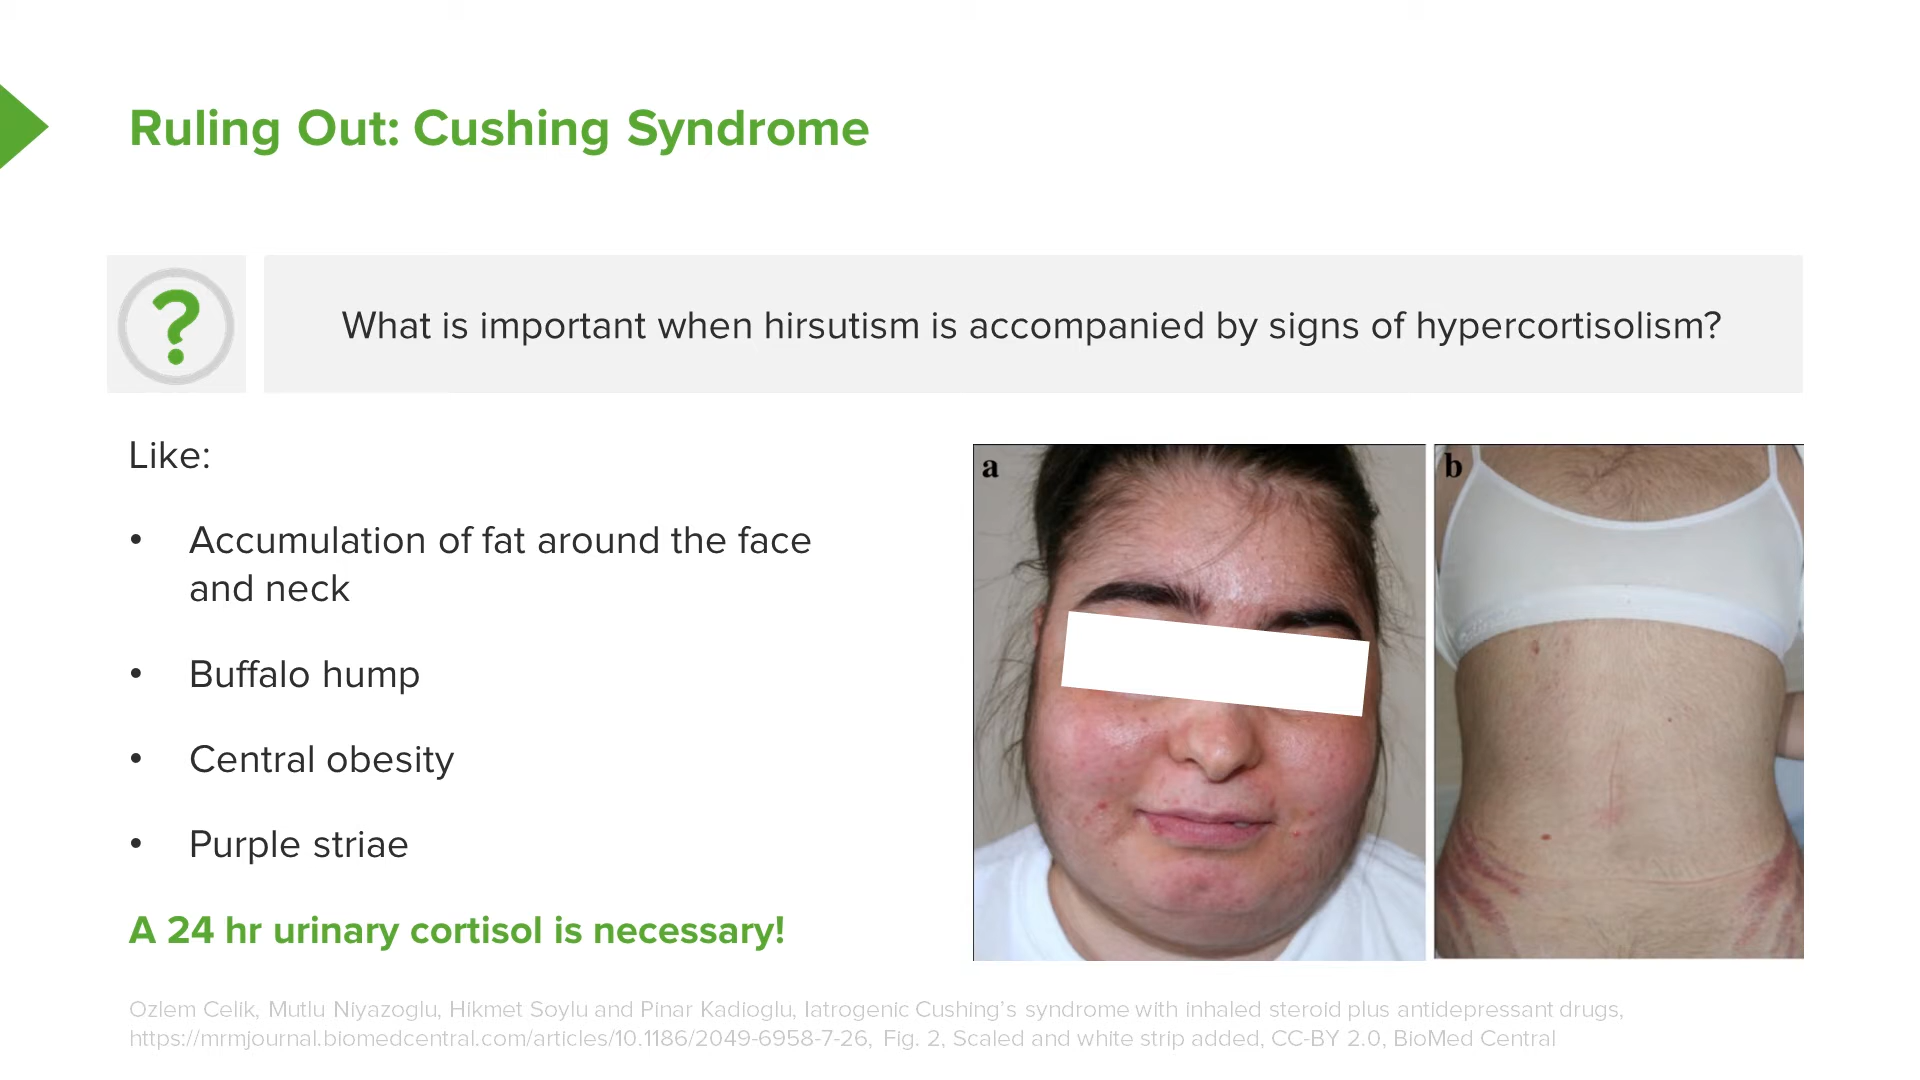 Ruling Out: Cushing Syndrome
?
What is important when hirsutism is accompanied by signs of hypercortisolism?
Like:
• Accumulation of fat around the face
and neck
• Buffalo hump
• Central obesity
• Purple striae
A 24 hr urinary cortisol is necessary!
a
b
Ozlem Celik, Mutlu Niyazoglu, Hikmet Soylu and Pinar Kadioglu, Iatrogenic Cushing's syndrome with inhaled steroid plus antidepressant drugs,
https://mrmjournal.biomedcentral.com/articles/10.1186/2049-6958-7-26, Fig. 2, Scaled and white strip added, CC-BY 2.0, BioMed Central